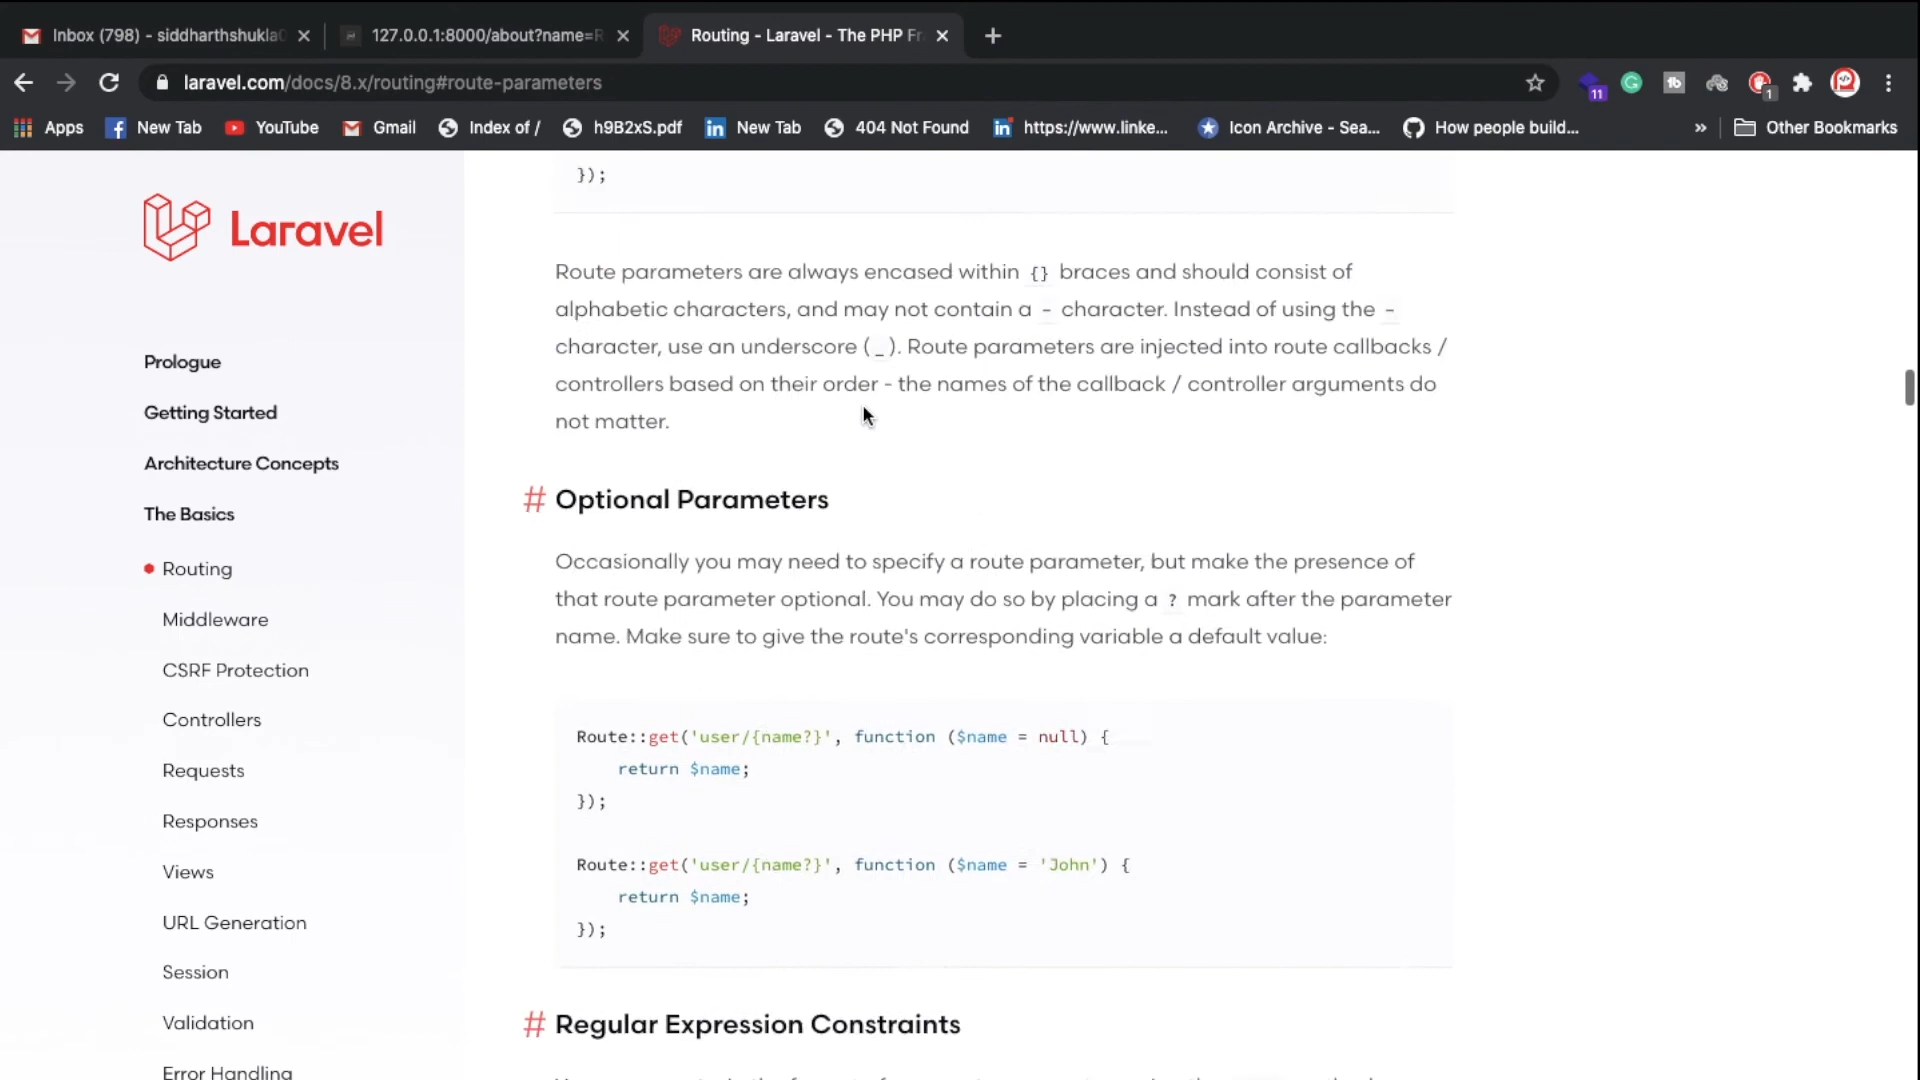 Inbox (798) - siddharthshukla
127.0.0.1:8000/about?name=R
Routing - Laravel - The PHP Fr
laravel.com/docs/8.x/routing#route-parameters
11
1
Apps
New Tab
YouTube
Gmail
Index of /
h9B2xS.pdf
New Tab
404 Not Found
https://www.linke...
Icon Archive - Sea...
How people build...
»
Other Bookmarks
Laravel
Prologue
Getting Started
Architecture Concepts
The Basics
Routing
Middleware
CSRF Protection
Controllers
Requests
Responses
Views
URL Generation
Session
Validation
Error Handling
});
Route parameters are always encased within {} braces and should consist of
alphabetic characters, and may not contain a - character. Instead of using the -
character, use an underscore ( _ ). Route parameters are injected into route callbacks /
controllers based on their order - the names of the callback / controller arguments do
not matter.
# Optional Parameters
Occasionally you may need to specify a route parameter, but make the presence of
that route parameter optional. You may do so by placing a ? mark after the parameter
name. Make sure to give the route's corresponding variable a default value:
Route::get('user/{name?}', function ($name = null) {
return $name;
});
Route::get('user/{name?}', function ($name = 'John') {
return $name;
});
# Regular Expression Constraints